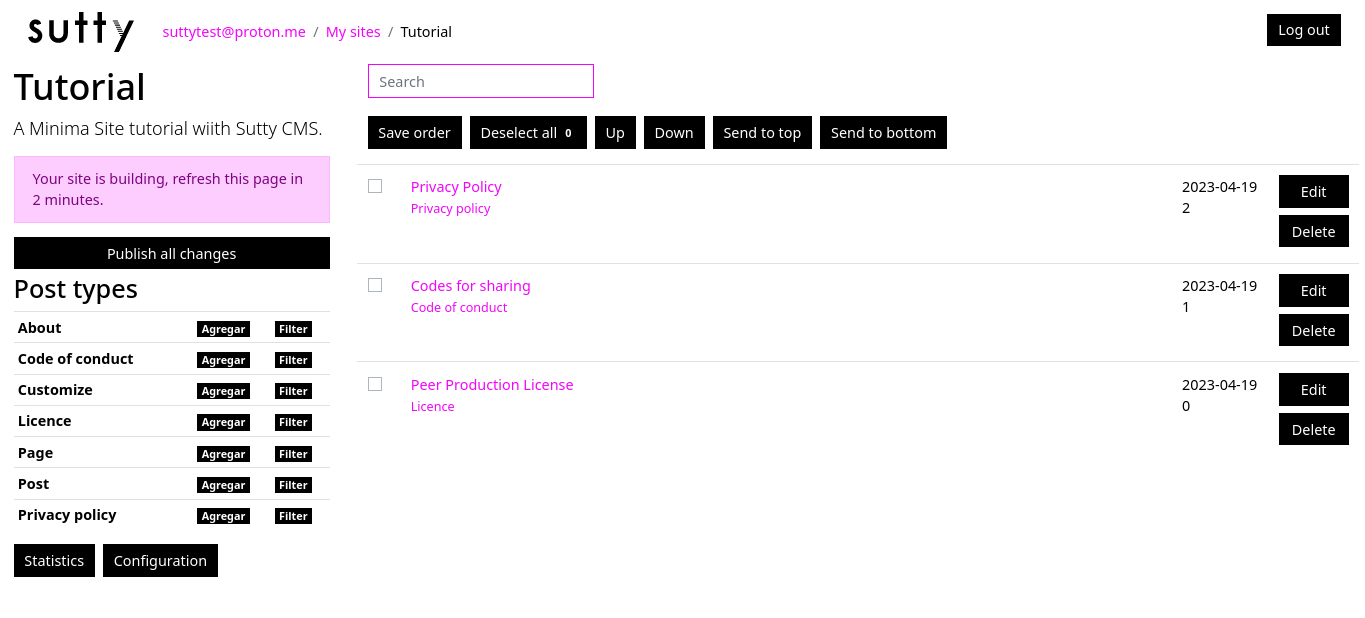 sutty
suttytest@proton.me / My sites / Tutorial
Log out
Tutorial
A Minima Site tutorial wiith Sutty CMS.
Your site is building, refresh this page in
2 minutes.
Publish all changes
Post types
About Agregar Filter
Code of conduct Agregar Filter
Customize Agregar Filter
Licence Agregar Filter
Page Agregar Filter
Post Agregar Filter
Privacy policy Agregar Filter
Statistics Configuration
Search
Save order Deselect all 0 Up Down Send to top Send to bottom
Privacy Policy
Privacy policy
2023-04-19
2
Edit
Delete
Codes for sharing
Code of conduct
2023-04-19
1
Edit
Delete
Peer Production License
Licence
2023-04-19
0
Edit
Delete